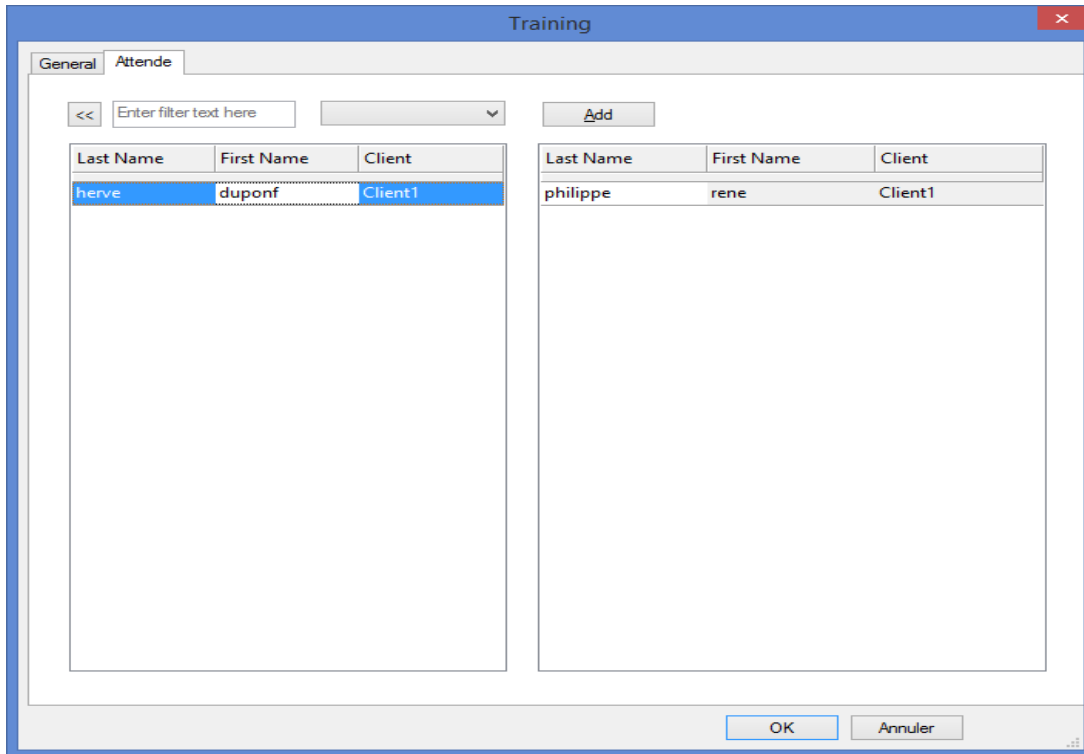 Training
General Attende
<< Enter filter text here Add
Last Name First Name Client Last Name First Name Client
herve duponf Client1 philippe rene Client1
OK Annuler